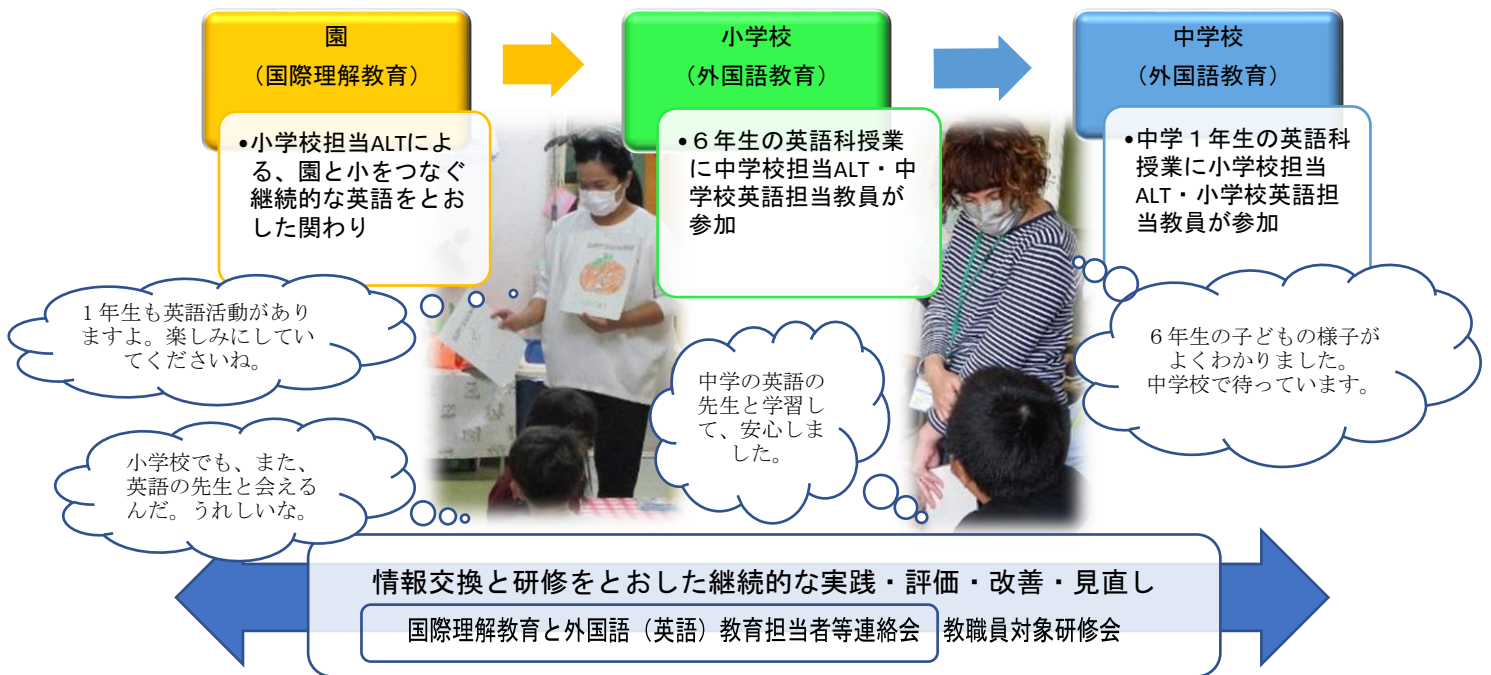 園
（国際理解教育）
小学校
（外国語教育）
中学校
（外国語教育）
•小学校担当ALTによ
る、園と小をつなぐ
継続的な英語をとお
した関わり
•６年生の英語科授業
に中学校担当ALT・中
学校英語担当教員が
参加
•中学１年生の英語科
授業に小学校担当
ALT・小学校英語担
当教員が参加
１年生も英語活動があり
ますよ。楽しみにしてい
てくださいね。
小学校でも、また、
英語の先生と会える
んだ。うれしいな。
中学の英語の
先生と学習し
て、安心しま
した。
６年生の子どもの様子が
よくわかりました。
中学校で待っています。
情報交換と研修をとおした継続的な実践・評価・改善・見直し
国際理解教育と外国語（英語）教育担当者等連絡会　教職員対象研修会